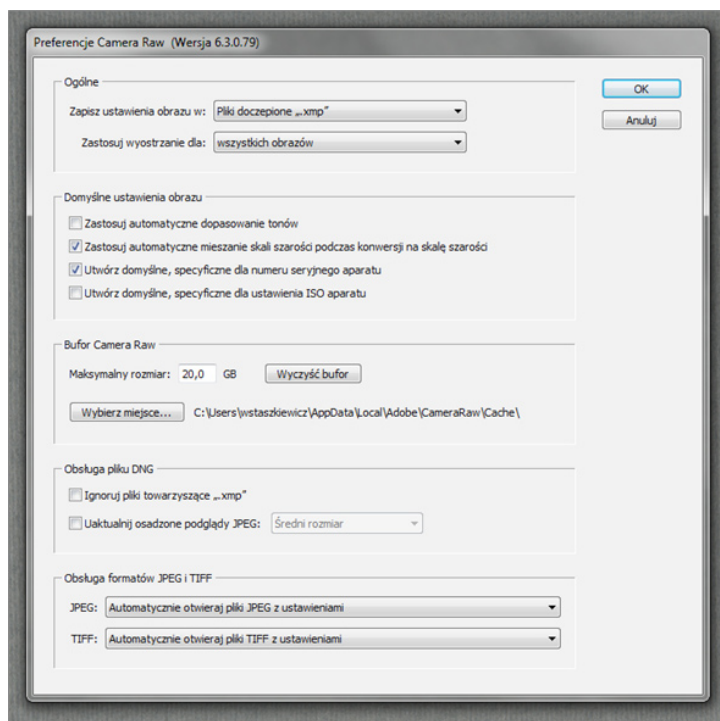 Preferencje Camera Raw (Wersja 6.3.0.79)
Ogólne
Zapisz ustawienia obrazu w: Pliki doczepione „.xmp”
Zastosuj wyostrzanie dla: wszystkich obrazów
OK
Anuluj
Domyślne ustawienia obrazu
Zastosuj automatyczne dopasowanie tonów
Zastosuj automatyczne mieszanie skali szarości podczas konwersji na skalę szarości
Utwórz domyślne, specyficzne dla numeru seryjnego aparatu
Utwórz domyślne, specyficzne dla ustawienia ISO aparatu
Bufor Camera Raw
Maksymalny rozmiar: 20,0 GB Wyczyść bufor
Wybierz miejsce... C:\Users\wstaszkiewicz\AppData\Local\Adobe\CameraRaw\Cache\
Obsługa pliku DNG
Ignoruj pliki towarzyszące „.xmp”
Uaktualnij osadzone podglądy JPEG: Średni rozmiar
Obsługa formatów JPEG i TIFF
JPEG: Automatycznie otwieraj pliki JPEG z ustawieniami
TIFF: Automatycznie otwieraj pliki TIFF z ustawieniami